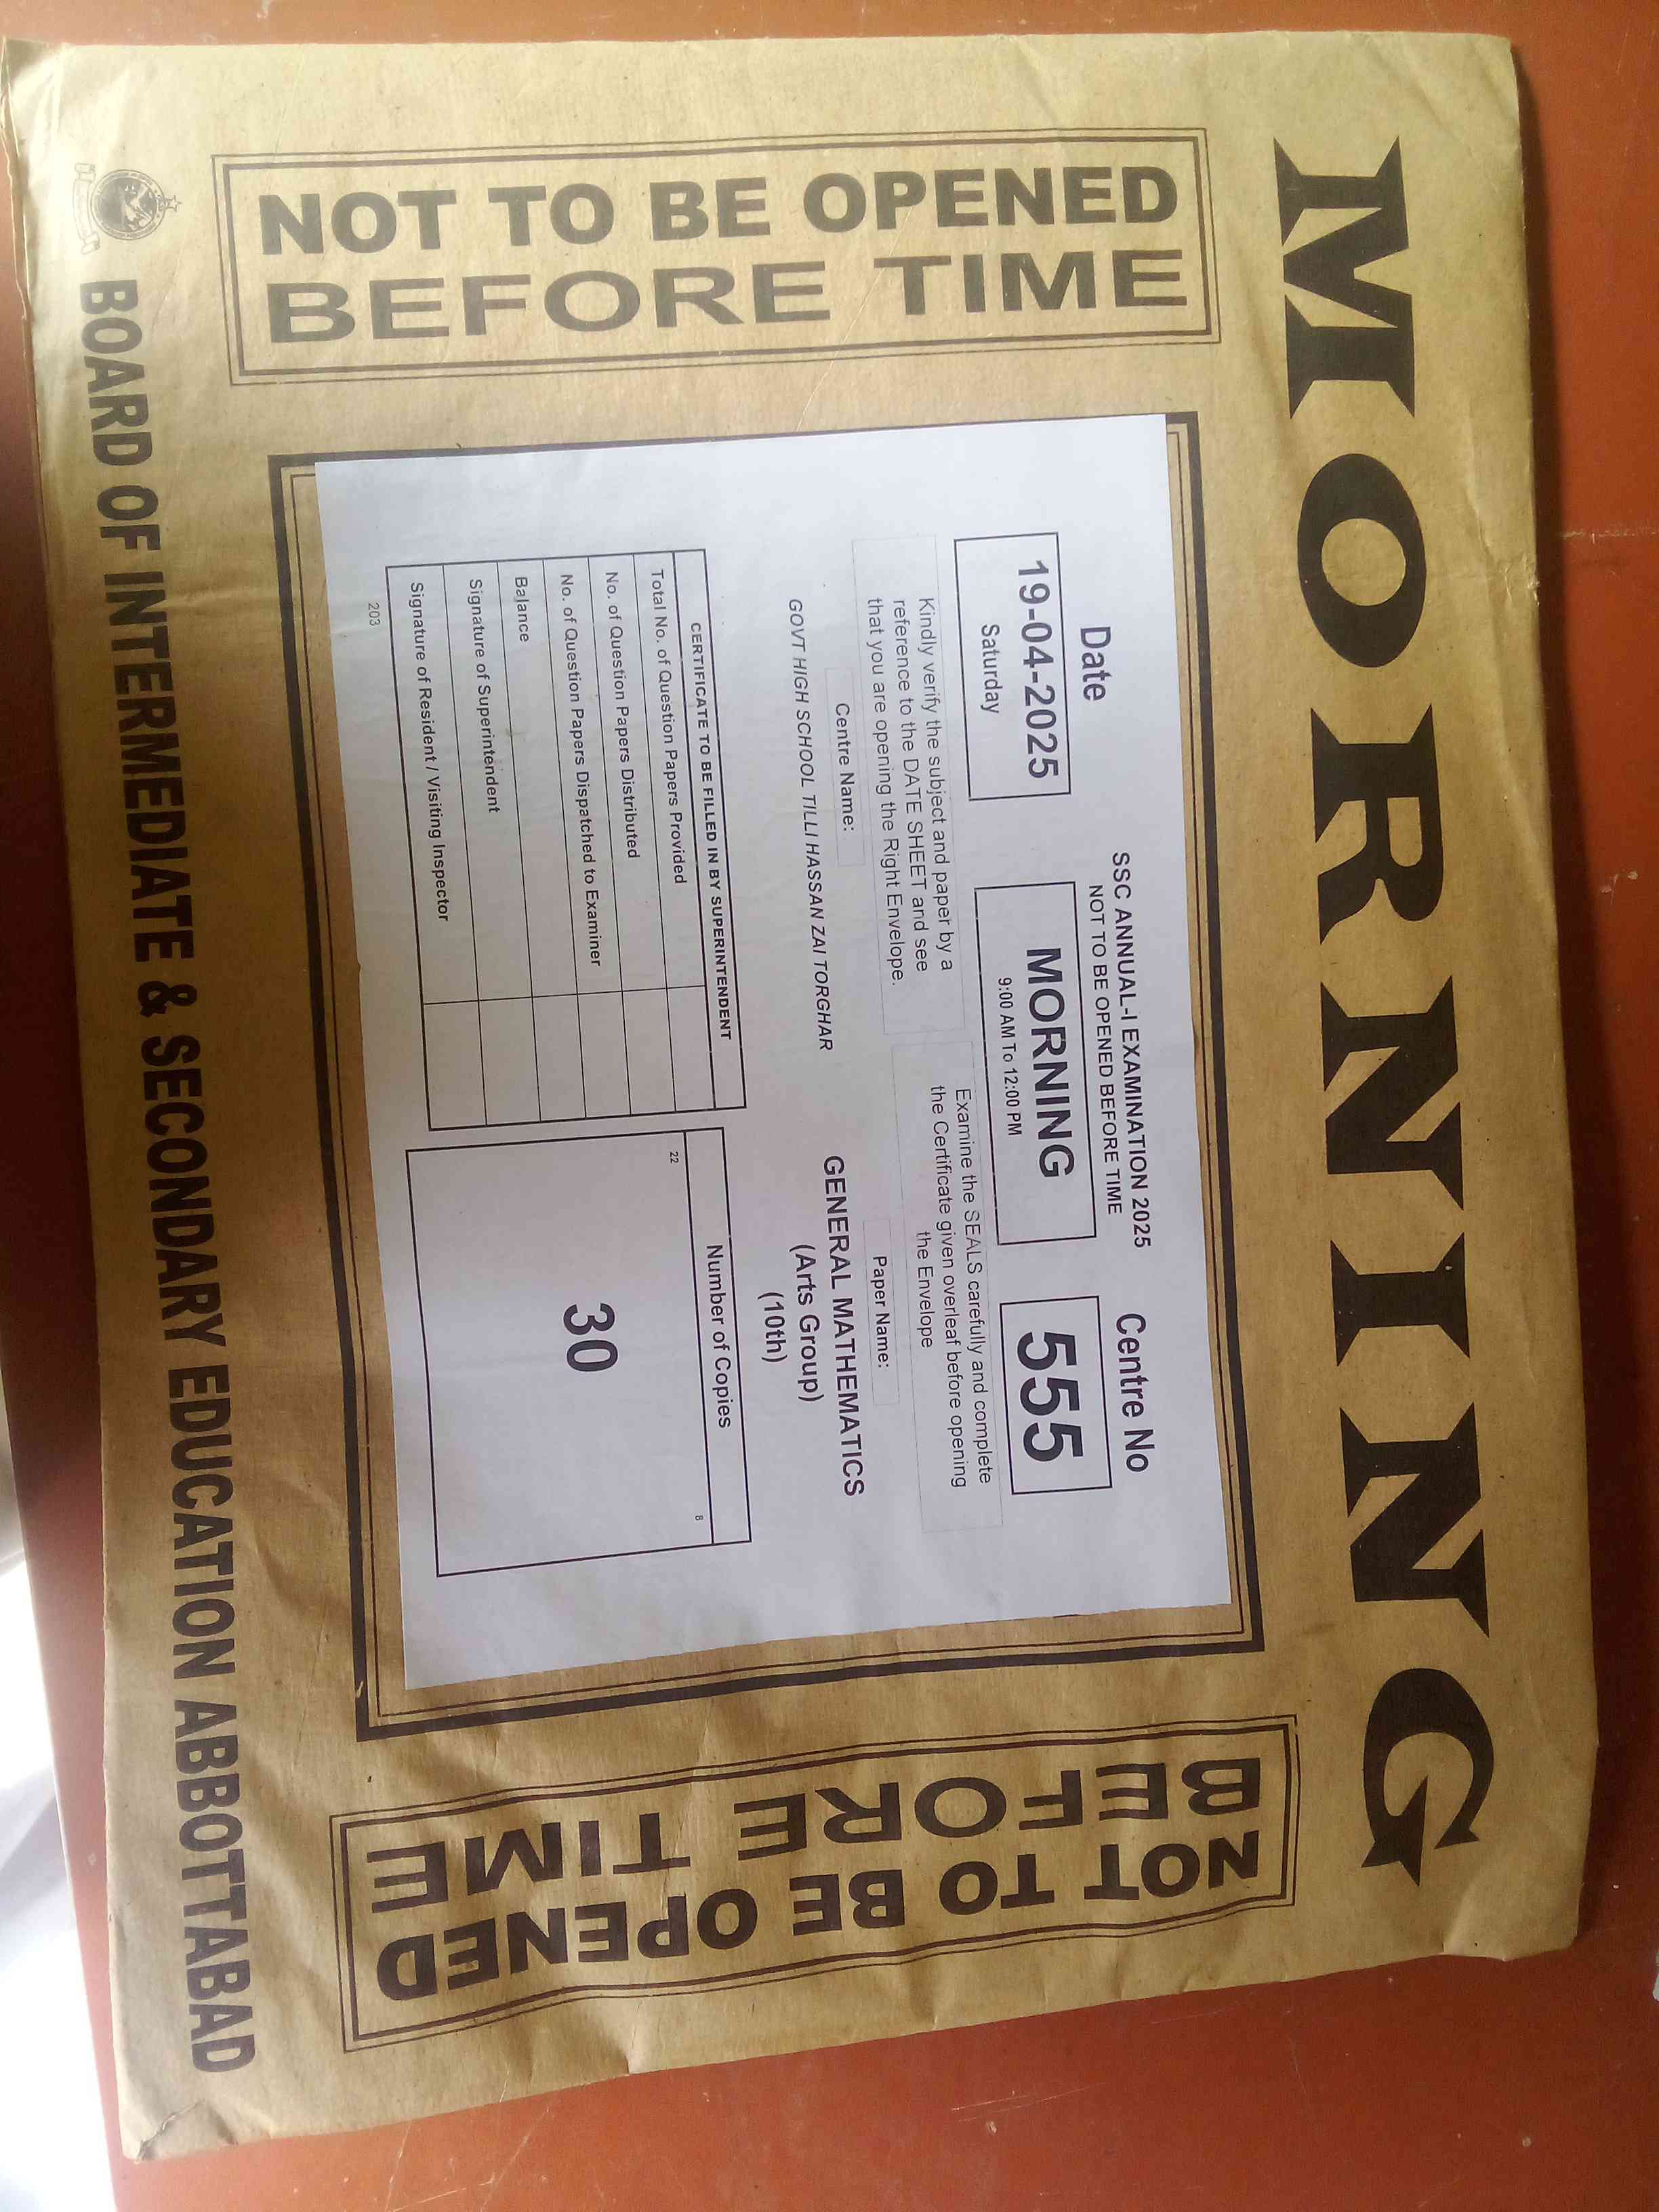 MORNING
NOT TO BE OPENED
BEFORE TIME
SSC ANNUAL-I EXAMINATION 2025
NOT TO BE OPENED BEFORE TIME
Date
19-04-2025
Saturday
MORNING
9:00 AM To 12:00 PM
Centre No
555
Kindly verify the subject and paper by a
reference to the DATE SHEET and see
that you are opening the Right Envelope.
Examine the SEALS carefully and complete
the Certificate given overleaf before opening
the Envelope
Centre Name:
GOVT HIGH SCHOOL TILLI HASSAN ZAI TORGHAR
Paper Name:
GENERAL MATHEMATICS
(Arts Group)
(10th)
CERTIFICATE TO BE FILLED IN BY SUPERINTENDENT
Total No. of Question Papers Provided
No. of Question Papers Distributed
No. of Question Papers Dispatched to Examiner
Balance
Signature of Superintendent
Signature of Resident / Visiting Inspector
203
Number of Copies
22
8
30
NOT TO BE OPENED
BEFORE TIME
BOARD OF INTERMEDIATE & SECONDARY EDUCATION ABBOTTABAD